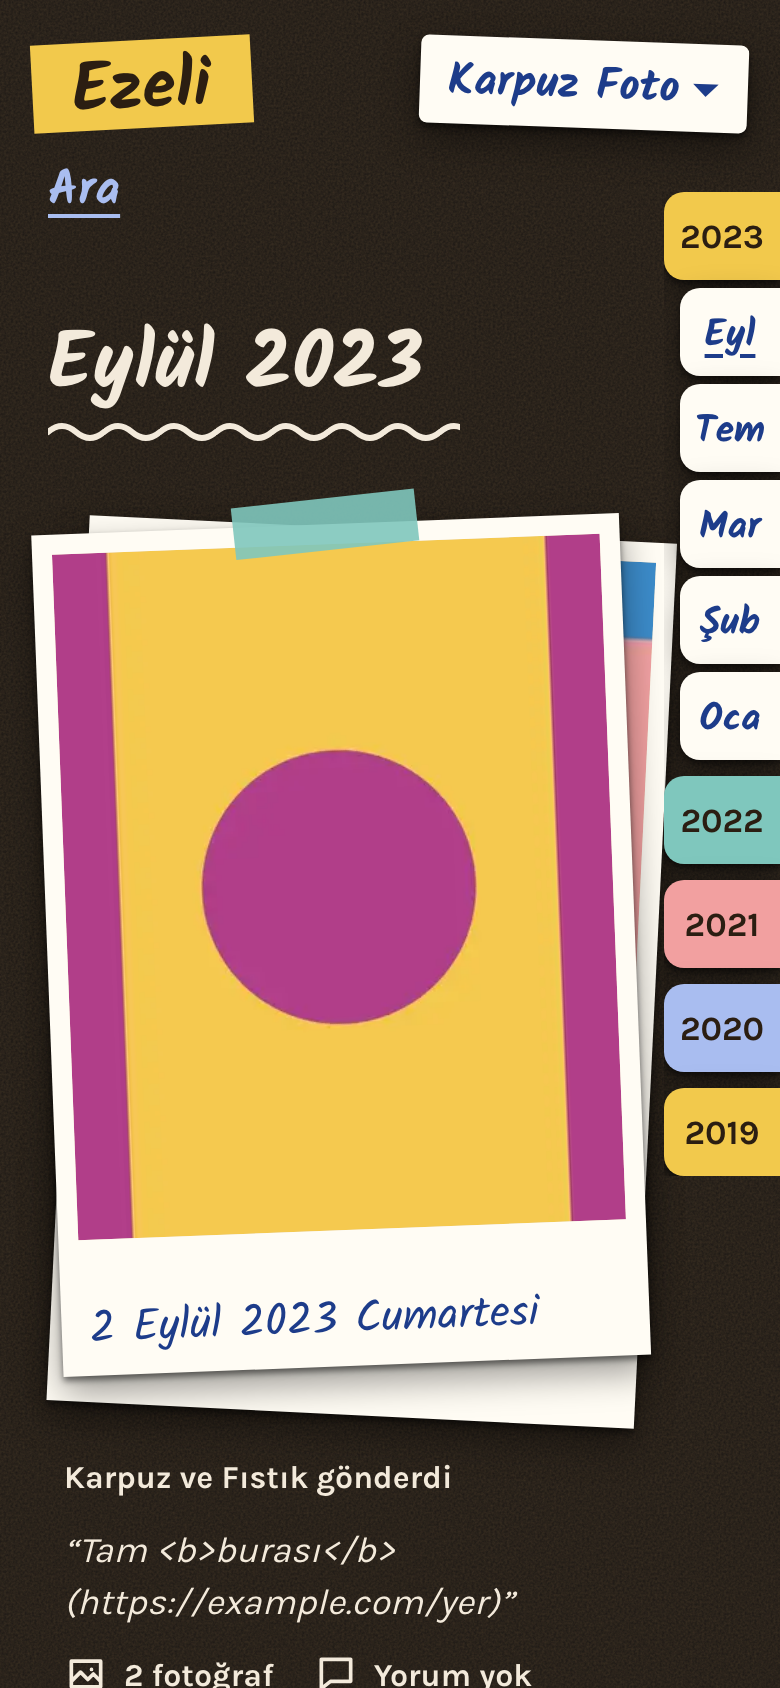 Ezeli
Karpuz Foto
Ara
2023
Eyl
Tem
Mar
Şub
Oca
2022
2021
2020
2019
Eylül 2023
2 Eylül 2023 Cumartesi
Karpuz ve Fıstık gönderdi
“Tam <b>burası</b>
(https://example.com/yer)”
2 fotoğraf
Yorum yok